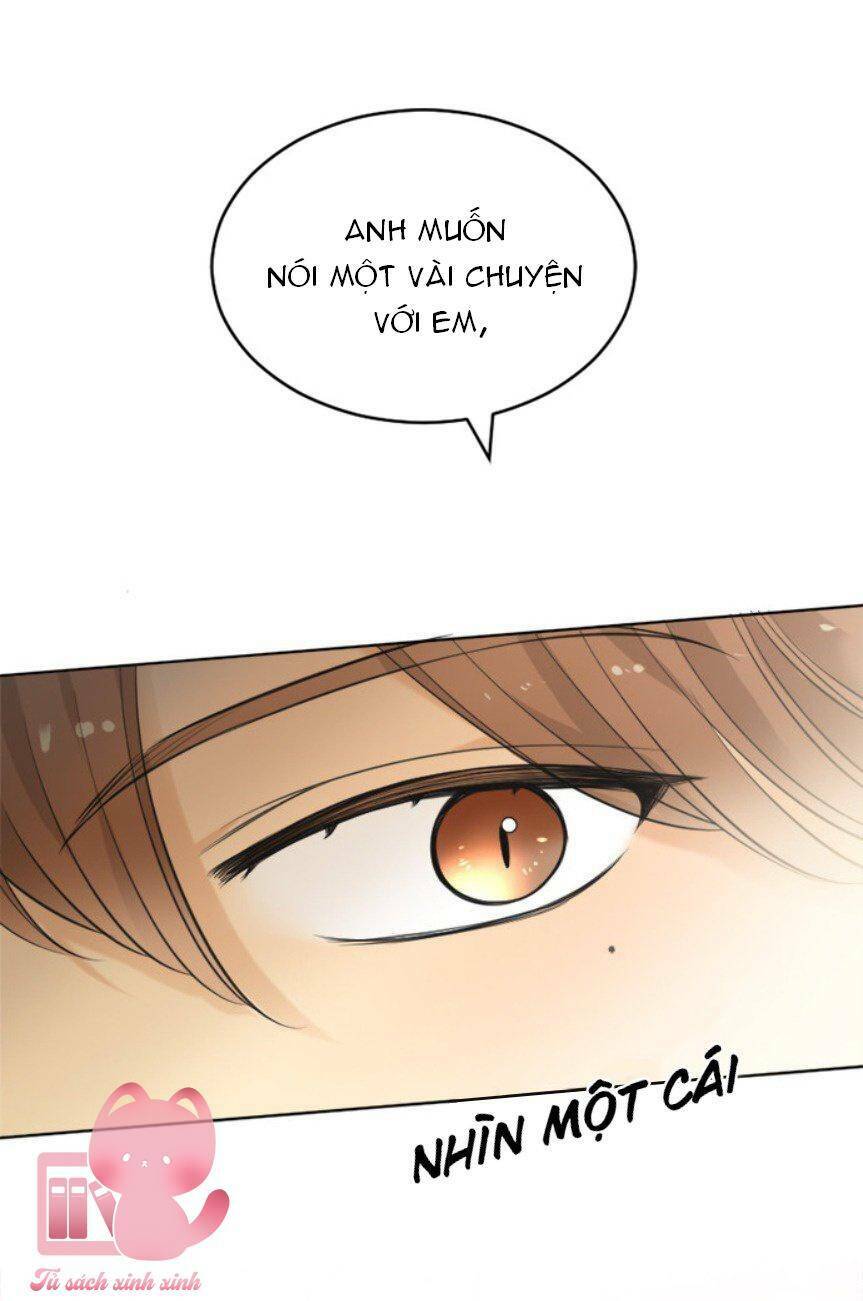 ANH MUỐN
NÓI MỘT VÀI CHUYỆN
VỚI EM,
NHÌN MỘT CÁI
Tủ sách xinh xinh